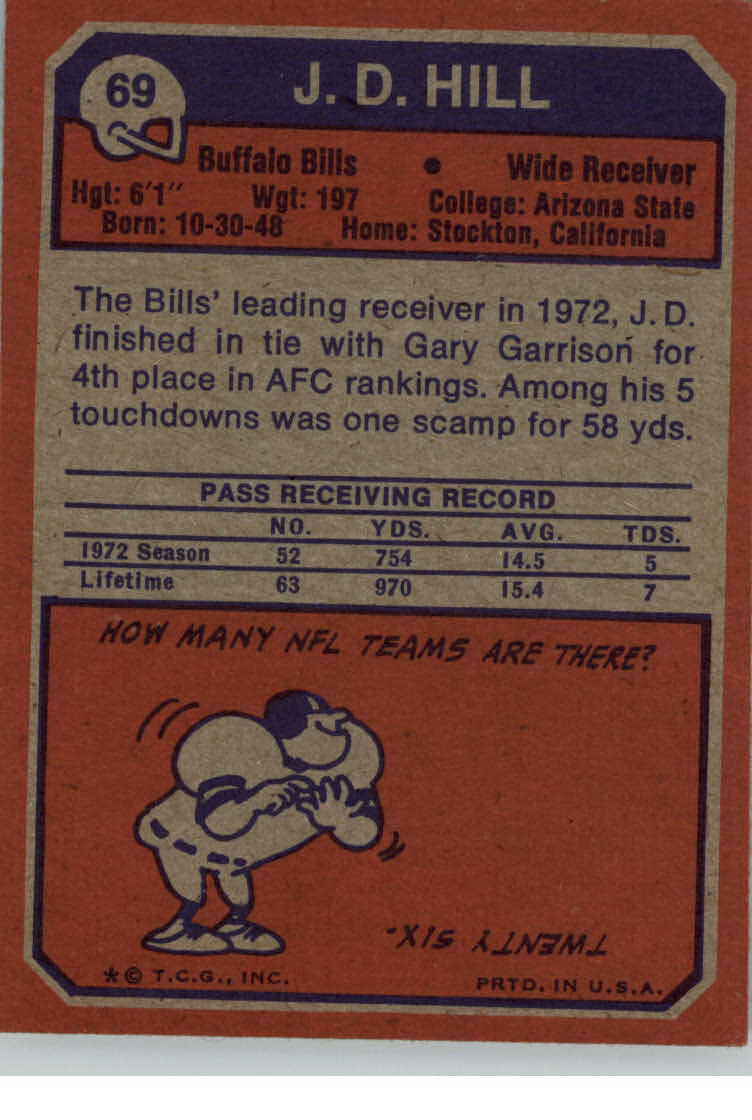 69
J. D. HILL
Buffalo Bills • Wide Receiver
Hgt: 6'1" Wgt: 197 College: Arizona State
Born: 10-30-48 Home: Stockton, California
The Bills' leading receiver in 1972, J. D.
finished in tie with Gary Garrison for
4th place in AFC rankings. Among his 5
touchdowns was one scamp for 58 yds.
PASS RECEIVING RECORD
NO. YDS. AVG. TDS.
1972 Season 52 754 14.5 5
Lifetime 63 970 15.4 7
HOW MANY NFL TEAMS ARE THERE?
TWENTY SIX.
*© T.C.G., INC. PRTD. IN U.S.A.